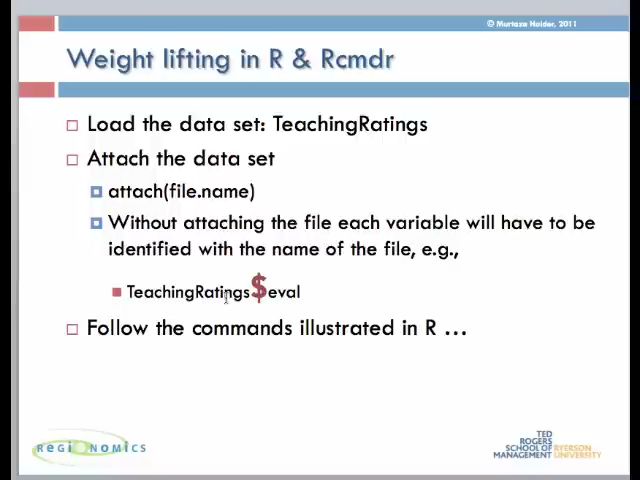 © Murtaza Haider, 2011
Weight lifting in R & Rcmdr
Load the data set: TeachingRatings
Attach the data set
attach(file.name)
Without attaching the file each variable will have to be
identified with the name of the file, e.g.,
TeachingRatings$eval
Follow the commands illustrated in R …
REGIONOMICS
TED
ROGERS
SCHOOL OF RYERSON
MANAGEMENT UNIVERSITY